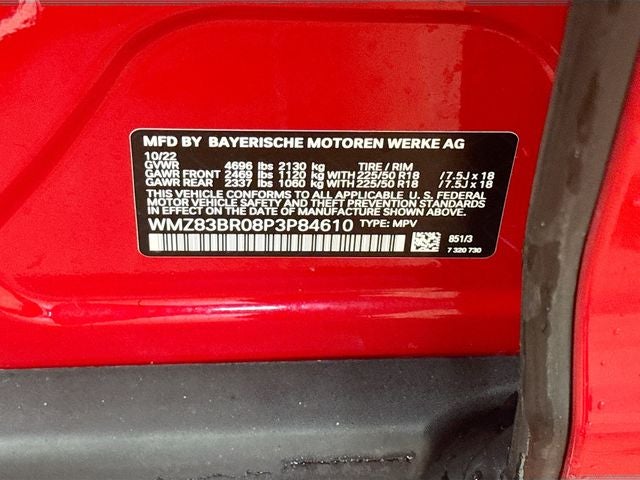 MFD BY BAYERISCHE MOTOREN WERKE AG
10/22
GVWR 4696 lbs 2130 kg TIRE / RIM
GAWR FRONT 2469 lbs 1120 kg WITH 225/50 R18 /7.5J x 18
GAWR REAR 2337 lbs 1060 kg WITH 225/50 R18 /7.5J x 18
THIS VEHICLE CONFORMS TO ALL APPLICABLE U. S. FEDERAL
MOTOR VEHICLE SAFETY AND THEFT PREVENTION STANDARDS
IN EFFECT ON THE DATE OF MANUFACTURE SHOWN ABOVE.
WMZ83BR08P3P84610 TYPE: MPV
851/3
7 320 730